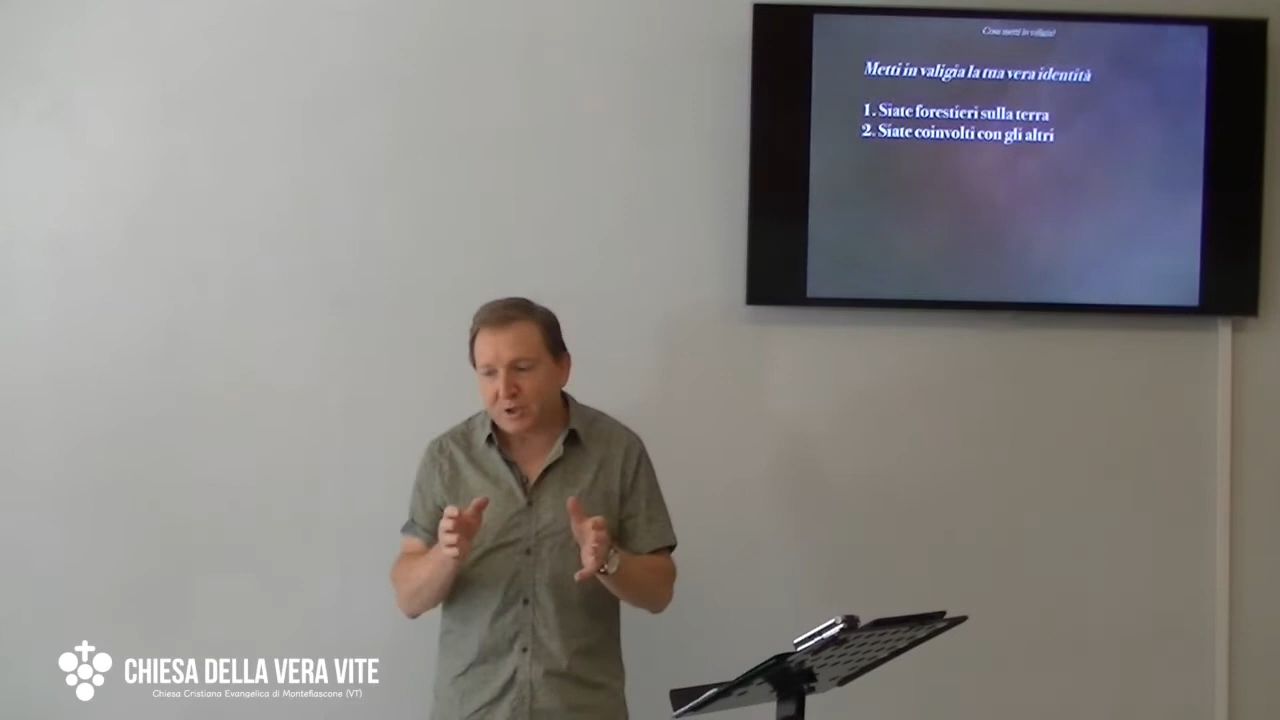 Cosa metti in valigia?
Metti in valigia la tua vera identità
1. Siate forestieri sulla terra
2. Siate coinvolti con gli altri
CHIESA DELLA VERA VITE
Chiesa Cristiana Evangelica di Montefiascone (VT)